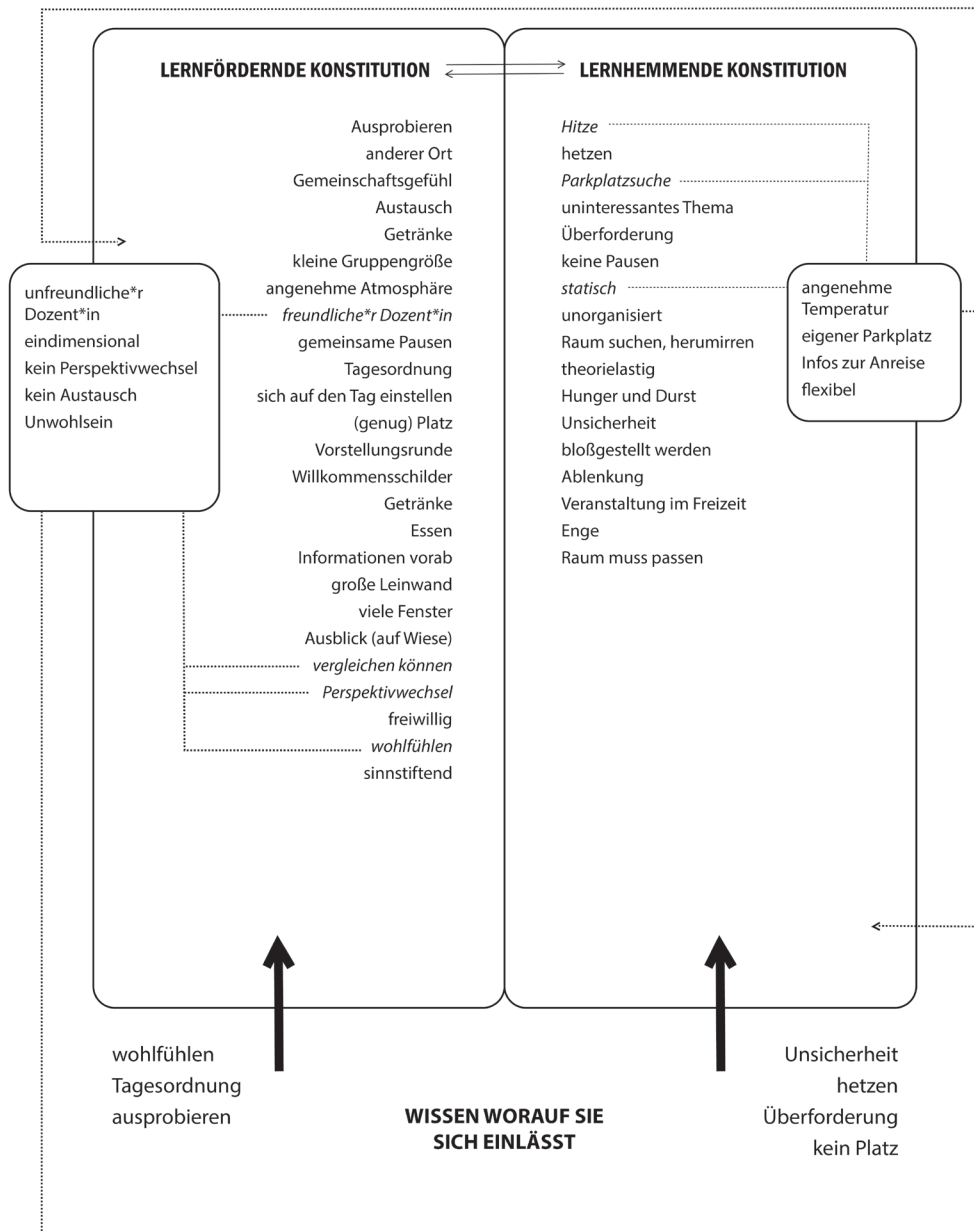 LERNFÖRDERNDE KONSTITUTION
Ausprobieren
anderer Ort
Gemeinschaftsgefühl
Austausch
Getränke
kleine Gruppengröße
angenehme Atmosphäre
freundliche*r Dozent*in
gemeinsame Pausen
Tagesordnung
sich auf den Tag einstellen
(genug) Platz
Vorstellungsrunde
Willkommensschilder
Getränke
Essen
Informationen vorab
große Leinwand
viele Fenster
Ausblick (auf Wiese)
vergleichen können
Perspektivwechsel
freiwillig
wohlfühlen
sinnstiftend
unfreundliche*r
Dozent*in
eindimensional
kein Perspektivwechsel
kein Austausch
Unwohlsein
LERNHEMMENDE KONSTITUTION
Hitze
hetzen
Parkplatzsuche
uninteressantes Thema
Überforderung
keine Pausen
statisch
unorganisiert
Raum suchen, herumirren
theorielastig
Hunger und Durst
Unsicherheit
bloßgestellt werden
Ablenkung
Veranstaltung im Freizeit
Enge
Raum muss passen
angenehme
Temperatur
eigener Parkplatz
Infos zur Anreise
flexibel
wohlfühlen
Tagesordnung
ausprobieren
WISSEN WORAUF SIE
SICH EINLÄSST
Unsicherheit
hetzen
Überforderung
kein Platz